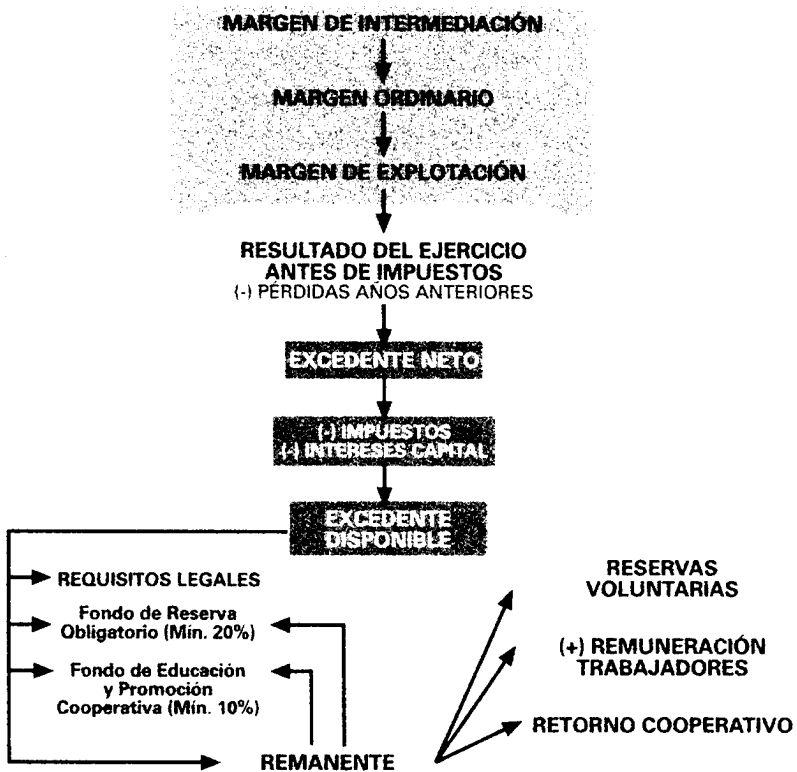 MARGEN DE INTERMEDIACIÓN
MARGEN ORDINARIO
MARGEN DE EXPLOTACIÓN
RESULTADO DEL EJERCICIO
ANTES DE IMPUESTOS
(-) PÉRDIDAS AÑOS ANTERIORES
EXCEDENTE NETO
(-) IMPUESTOS
(-) INTERESES CAPITAL
EXCEDENTE
DISPONIBLE
REQUISITOS LEGALES
Fondo de Reserva
Obligatorio (Mín. 20%)
Fondo de Educación
y Promoción
Cooperativa (Mín. 10%)
REMANENTE
RESERVAS
VOLUNTARIAS
(+) REMUNERACIÓN
TRABAJADORES
RETORNO COOPERATIVO